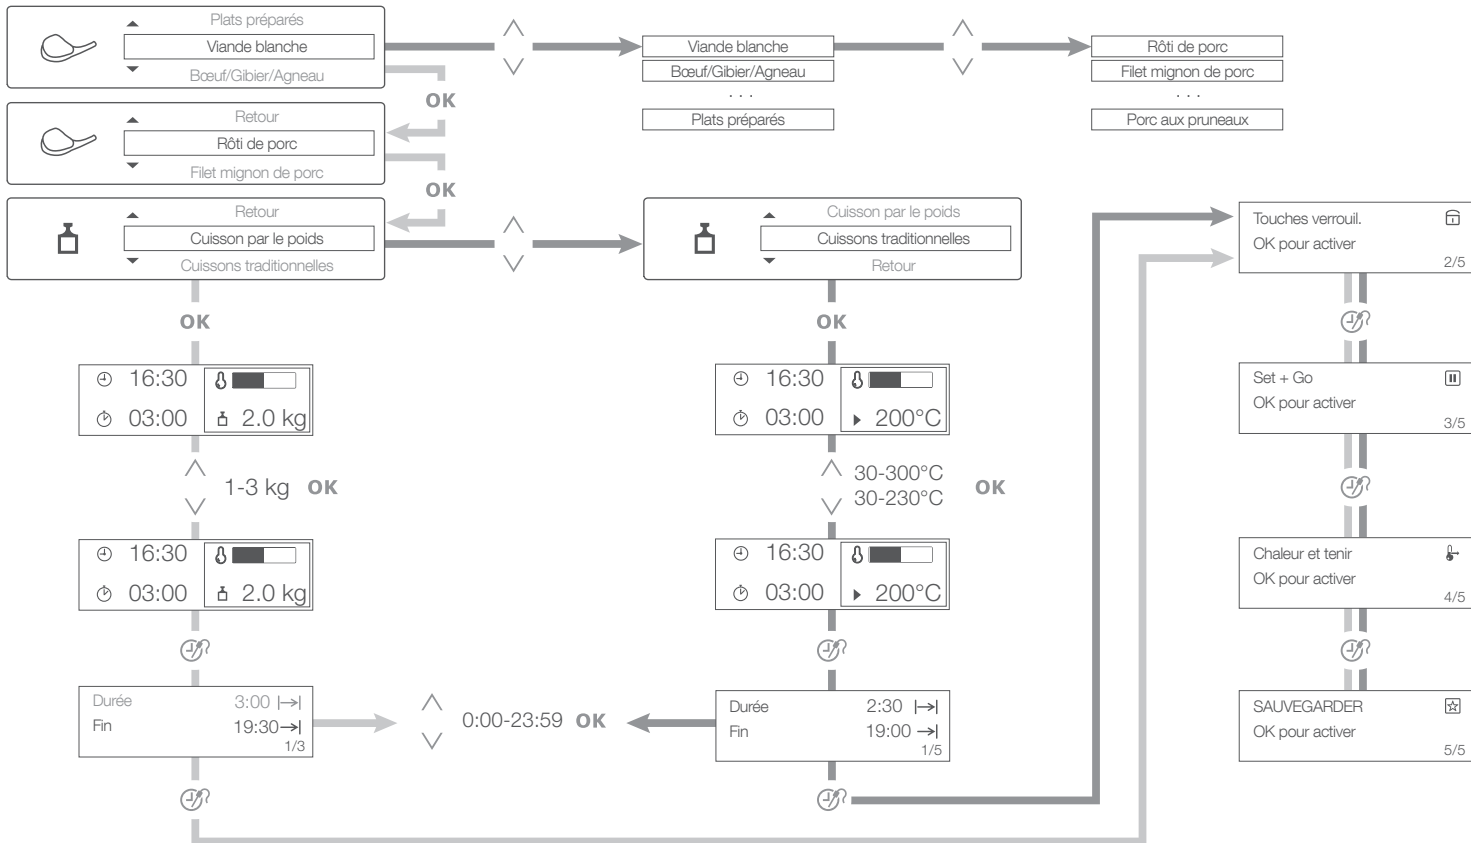 Plats préparés
Viande blanche
Bœuf/Gibier/Agneau
OK
Viande blanche
Bœuf/Gibier/Agneau
. . .
Plats préparés
Rôti de porc
Filet mignon de porc
. . .
Porc aux pruneaux
Retour
Rôti de porc
Filet mignon de porc
OK
Retour
Cuisson par le poids
Cuissons traditionnelles
Cuisson par le poids
Cuissons traditionnelles
Retour
OK
16:30
03:00 2.0 kg
1-3 kg OK
16:30
03:00 2.0 kg
Durée 3:00
Fin 19:30
1/3
0:00-23:59 OK
OK
16:30
03:00 200°C
30-300°C
30-230°C
OK
16:30
03:00 200°C
Durée 2:30
Fin 19:00
1/5
Touches verrouil.
OK pour activer
2/5
Set + Go
OK pour activer
3/5
Chaleur et tenir
OK pour activer
4/5
SAUVEGARDER
OK pour activer
5/5